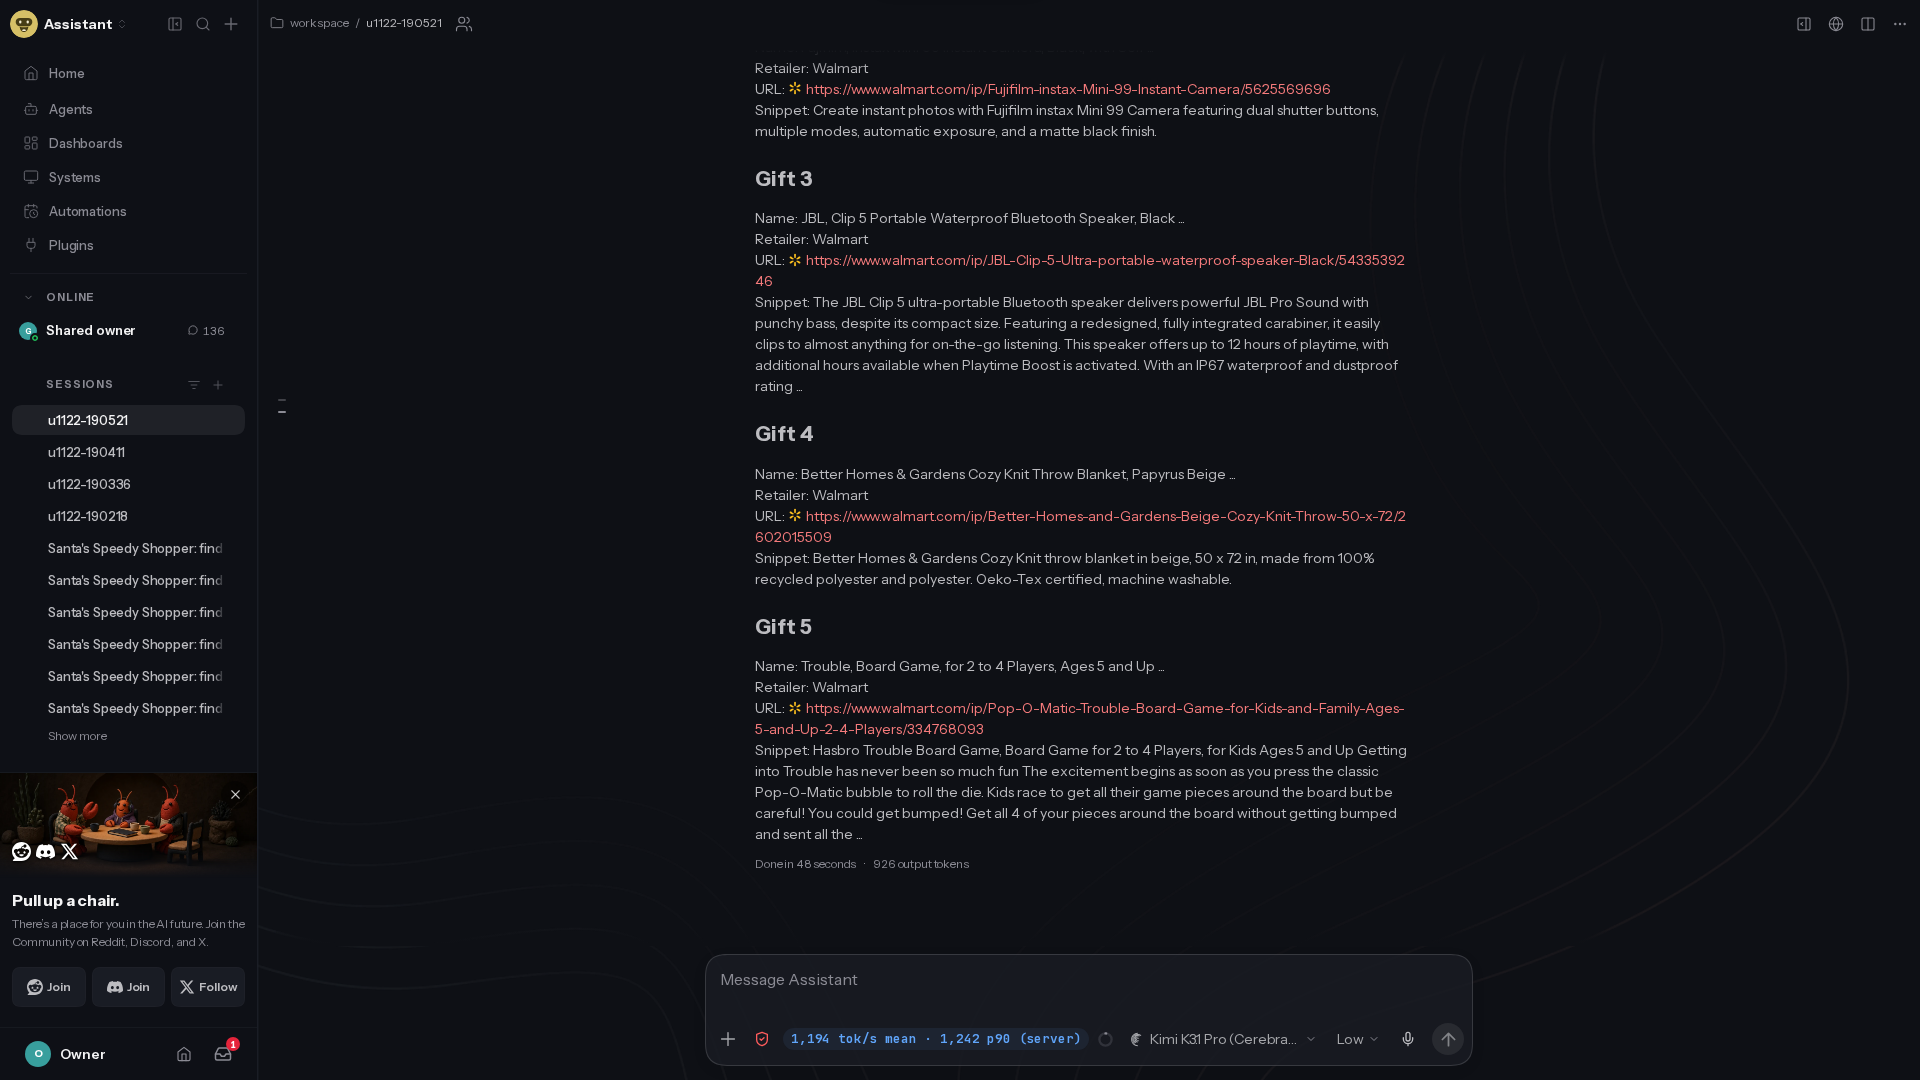 Assistant
Home
Agents
Dashboards
Systems
Automations
Plugins
ONLINE
G
Shared owner
136
SESSIONS
u1122-190521
u1122-190411
u1122-190336
u1122-190218
Santa's Speedy Shopper: find
Santa's Speedy Shopper: find
Santa's Speedy Shopper: find
Santa's Speedy Shopper: find
Santa's Speedy Shopper: find
Santa's Speedy Shopper: find
Show more
Pull up a chair.
There's a place for you in the AI future. Join the
Community on Reddit, Discord, and X.
Join
Join
Follow
O
Owner
1
workspace / u1122-190521
Retailer: Walmart
URL: https://www.walmart.com/ip/Fujifilm-instax-Mini-99-Instant-Camera/5625569696
Snippet: Create instant photos with Fujifilm instax Mini 99 Camera featuring dual shutter buttons,
multiple modes, automatic exposure, and a matte black finish.
Gift 3
Name: JBL, Clip 5 Portable Waterproof Bluetooth Speaker, Black ...
Retailer: Walmart
URL: https://www.walmart.com/ip/JBL-Clip-5-Ultra-portable-waterproof-speaker-Black/54335392
46
Snippet: The JBL Clip 5 ultra-portable Bluetooth speaker delivers powerful JBL Pro Sound with
punchy bass, despite its compact size. Featuring a redesigned, fully integrated carabiner, it easily
clips to almost anything for on-the-go listening. This speaker offers up to 12 hours of playtime, with
additional hours available when Playtime Boost is activated. With an IP67 waterproof and dustproof
rating ...
Gift 4
Name: Better Homes & Gardens Cozy Knit Throw Blanket, Papyrus Beige ...
Retailer: Walmart
URL: https://www.walmart.com/ip/Better-Homes-and-Gardens-Beige-Cozy-Knit-Throw-50-x-72/2
602015509
Snippet: Better Homes & Gardens Cozy Knit throw blanket in beige, 50 x 72 in, made from 100%
recycled polyester and polyester. Oeko-Tex certified, machine washable.
Gift 5
Name: Trouble, Board Game, for 2 to 4 Players, Ages 5 and Up ...
Retailer: Walmart
URL: https://www.walmart.com/ip/Pop-O-Matic-Trouble-Board-Game-for-Kids-and-Family-Ages-
5-and-Up-2-4-Players/334768093
Snippet: Hasbro Trouble Board Game, Board Game for 2 to 4 Players, for Kids Ages 5 and Up Getting
into Trouble has never been so much fun The excitement begins as soon as you press the classic
Pop-O-Matic bubble to roll the die. Kids race to get all their game pieces around the board but be
careful! You could get bumped! Get all 4 of your pieces around the board without getting bumped
and sent all the ...
Done in 48 seconds · 926 output tokens
Message Assistant
1,194 tok/s mean · 1,242 p90 (server)
Kimi K3.1 Pro (Cerebra...
Low